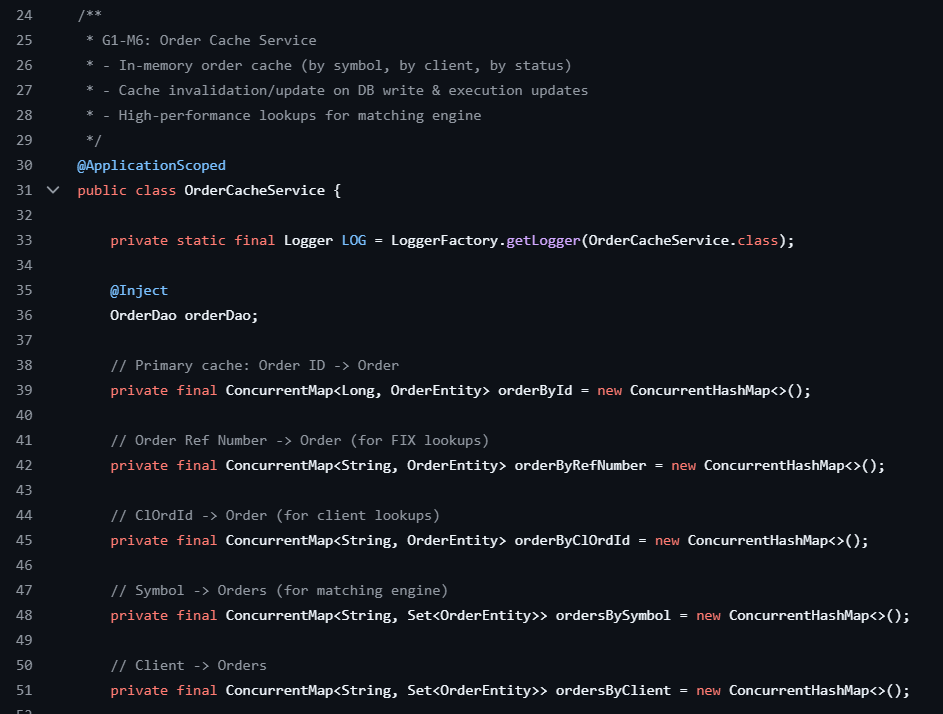 24 /**
25 * G1-M6: Order Cache Service
26 * - In-memory order cache (by symbol, by client, by status)
27 * - Cache invalidation/update on DB write & execution updates
28 * - High-performance lookups for matching engine
29 */
30 @ApplicationScoped
31 public class OrderCacheService {
32
33 private static final Logger LOG = LoggerFactory.getLogger(OrderCacheService.class);
34
35 @Inject
36 OrderDao orderDao;
37
38 // Primary cache: Order ID -> Order
39 private final ConcurrentMap<Long, OrderEntity> orderById = new ConcurrentHashMap<>();
40
41 // Order Ref Number -> Order (for FIX lookups)
42 private final ConcurrentMap<String, OrderEntity> orderByRefNumber = new ConcurrentHashMap<>();
43
44 // ClOrdId -> Order (for client lookups)
45 private final ConcurrentMap<String, OrderEntity> orderByClOrdId = new ConcurrentHashMap<>();
46
47 // Symbol -> Orders (for matching engine)
48 private final ConcurrentMap<String, Set<OrderEntity>> ordersBySymbol = new ConcurrentHashMap<>();
49
50 // Client -> Orders
51 private final ConcurrentMap<String, Set<OrderEntity>> ordersByClient = new ConcurrentHashMap<>();